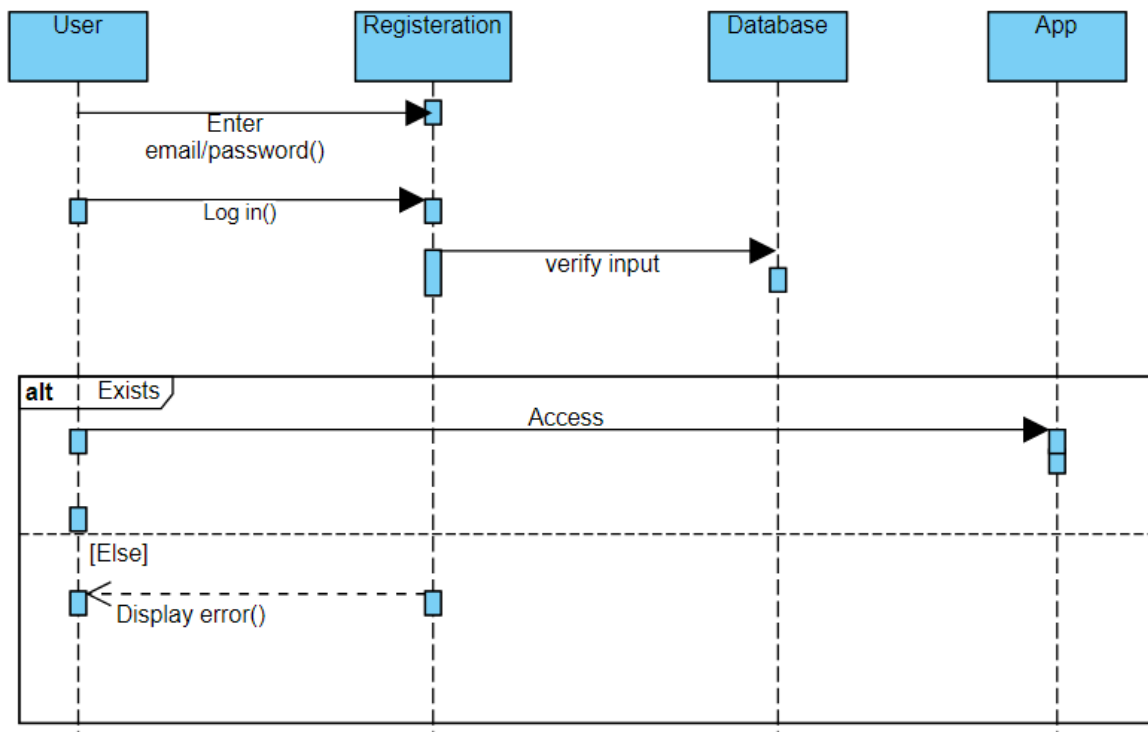 User
Registeration
Database
App
Enter
email/password()
Log in()
verify input
alt
Exists
Access
[Else]
Display error()